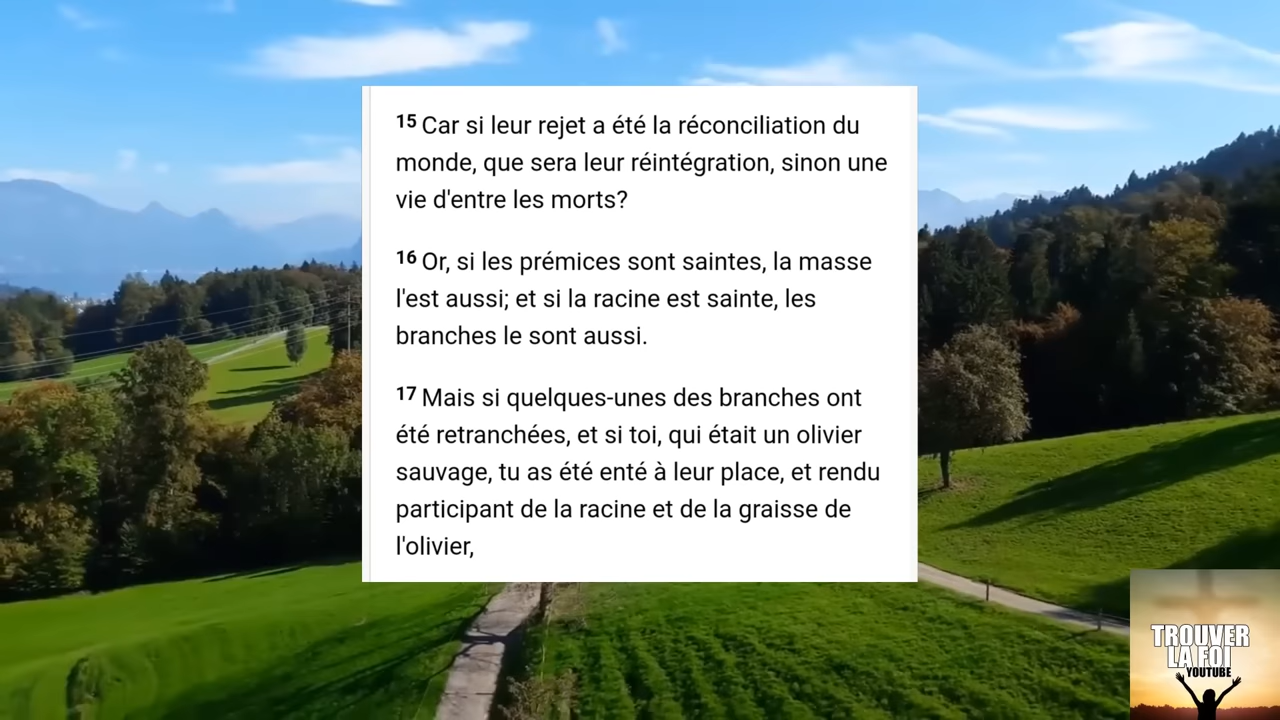 15 Car si leur rejet a été la réconciliation du
monde, que sera leur réintégration, sinon une
vie d'entre les morts?
16 Or, si les prémices sont saintes, la masse
l'est aussi; et si la racine est sainte, les
branches le sont aussi.
17 Mais si quelques-unes des branches ont
été retranchées, et si toi, qui était un olivier
sauvage, tu as été enté à leur place, et rendu
participant de la racine et de la graisse de
l'olivier,
TROUVER
LA FOI
YOUTUBE